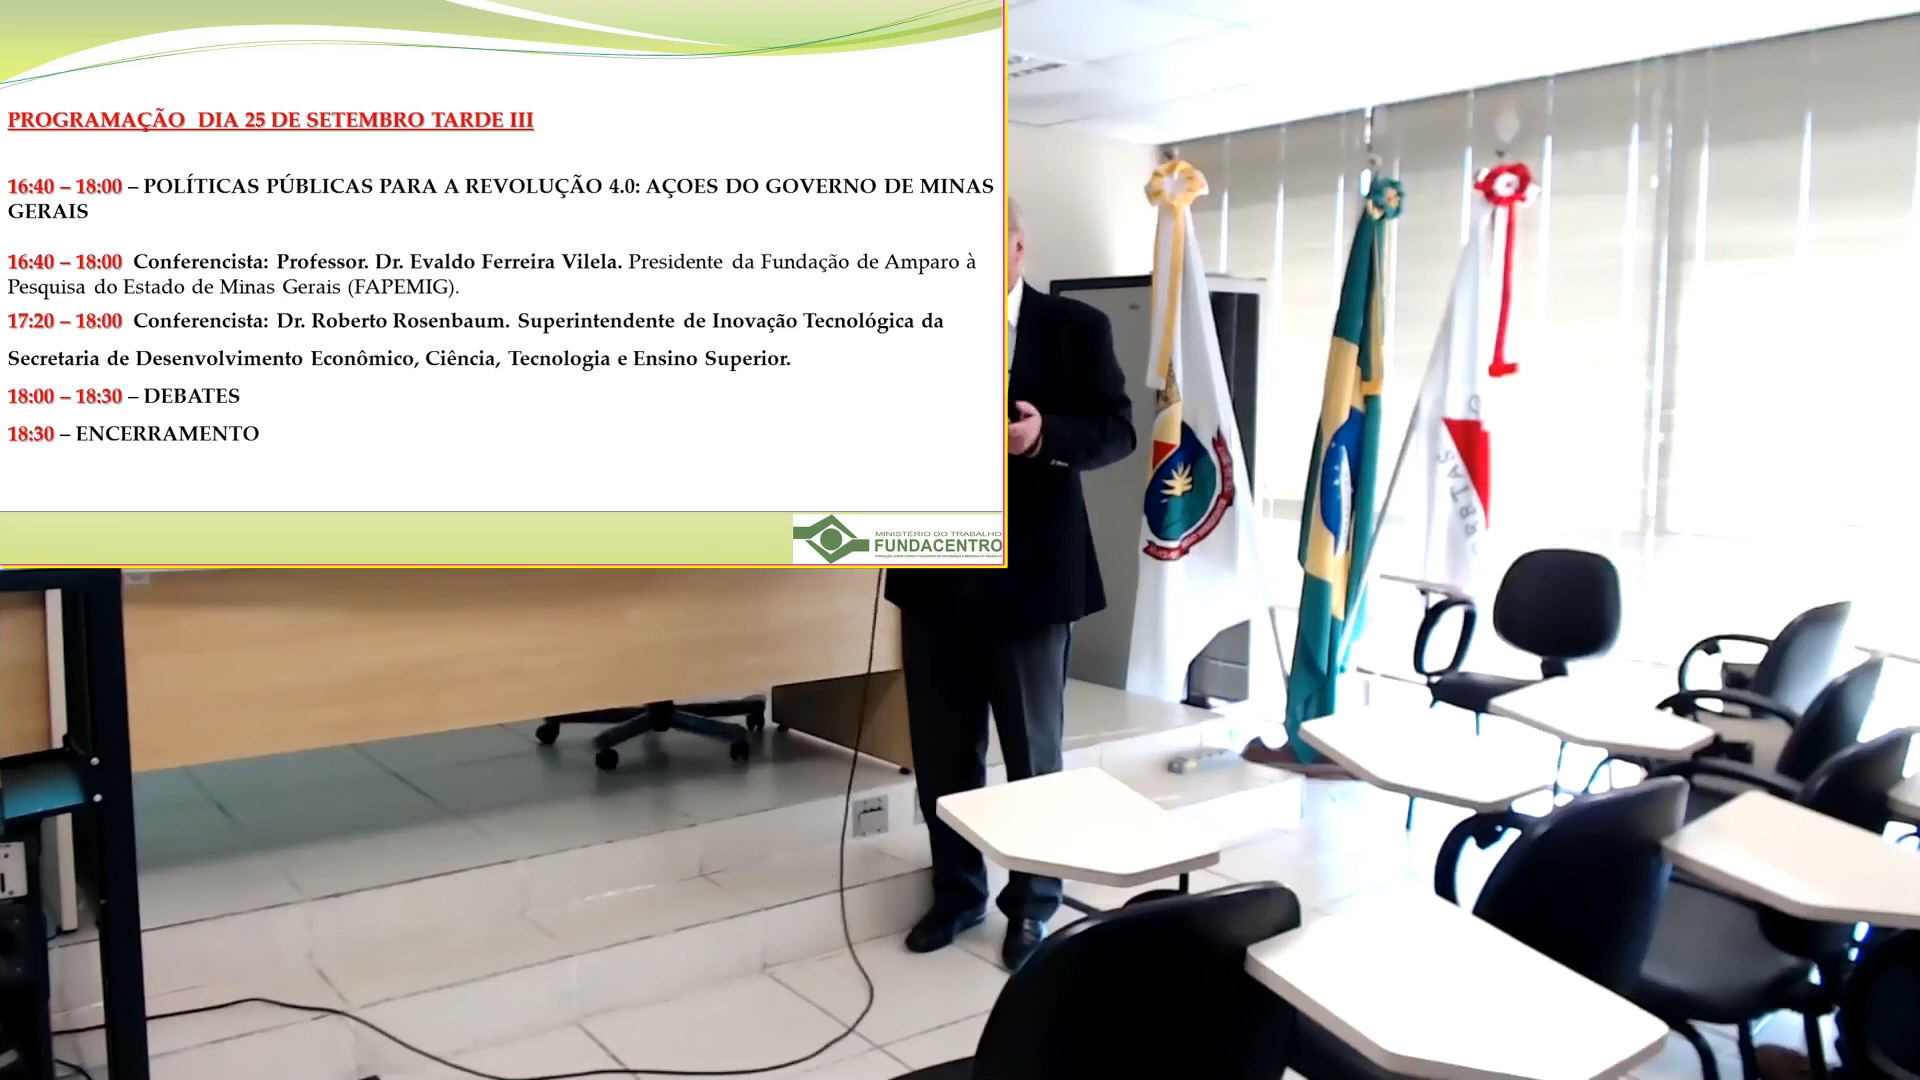 PROGRAMAÇÃO DIA 25 DE SETEMBRO TARDE III
16:40 – 18:00 – POLÍTICAS PÚBLICAS PARA A REVOLUÇÃO 4.0: AÇOES DO GOVERNO DE MINAS
GERAIS
16:40 – 18:00 Conferencista: Professor. Dr. Evaldo Ferreira Vilela. Presidente da Fundação de Amparo à
Pesquisa do Estado de Minas Gerais (FAPEMIG).
17:20 – 18:00 Conferencista: Dr. Roberto Rosenbaum. Superintendente de Inovação Tecnológica da
Secretaria de Desenvolvimento Econômico, Ciência, Tecnologia e Ensino Superior.
18:00 – 18:30 – DEBATES
18:30 – ENCERRAMENTO
MINISTÉRIO DO TRABALHO
FUNDACENTRO